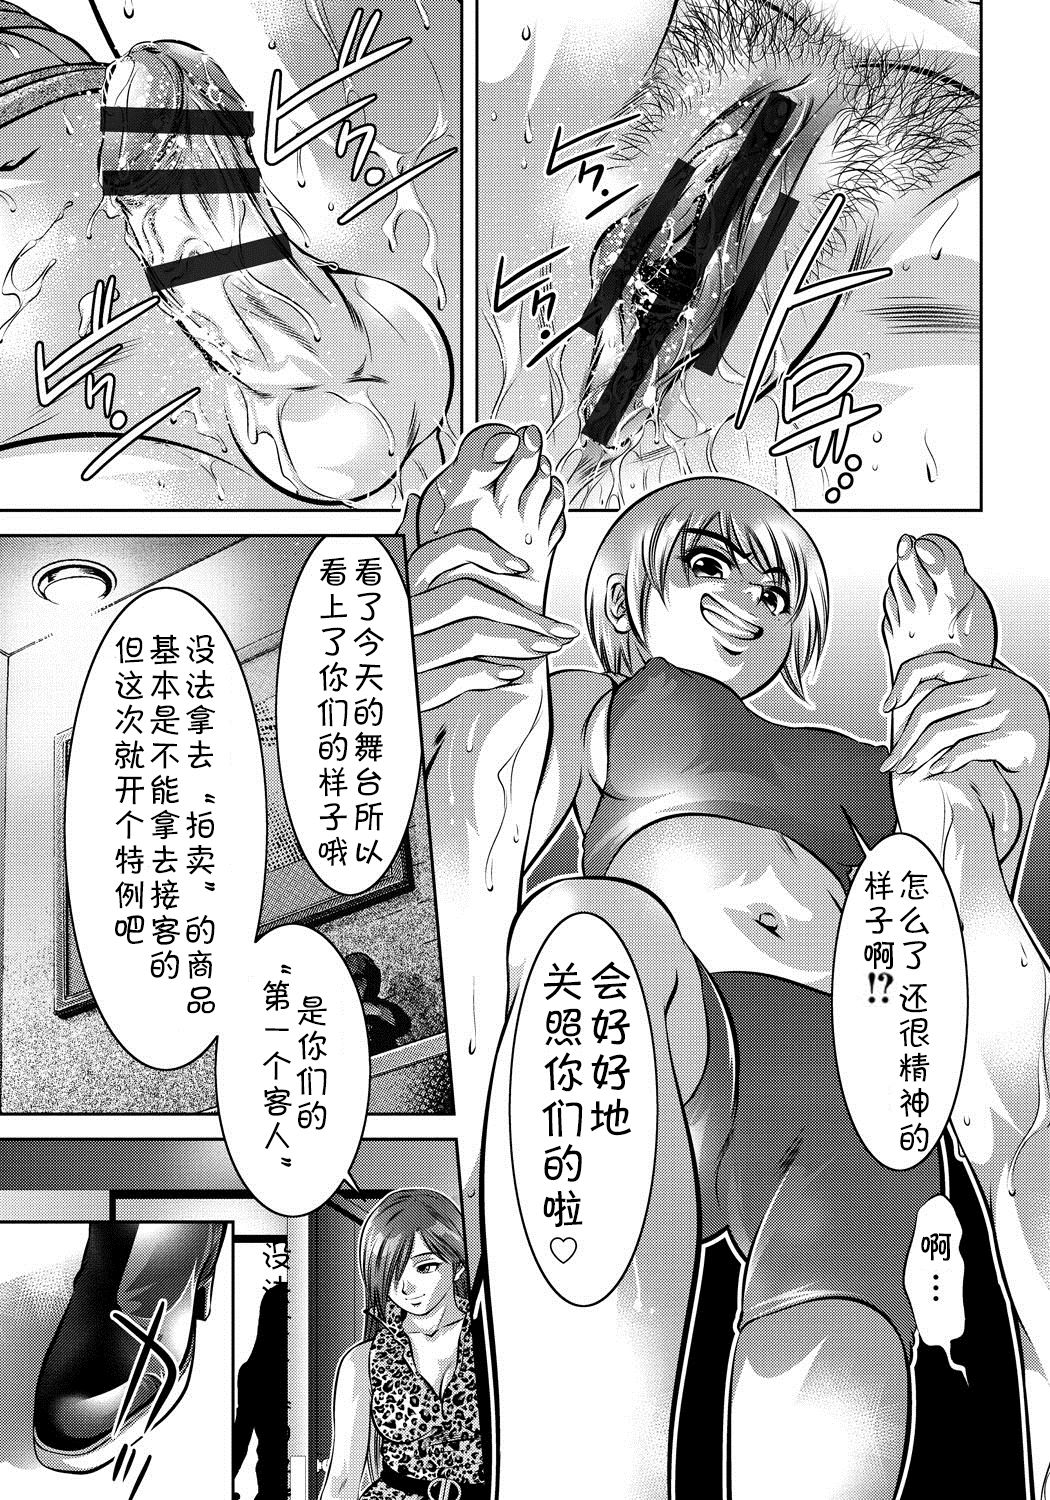 怎么了还很精神的
样子啊!?
啊…
会好好地
关照你们的啦♡
看了今天的舞台所以
看上了你们的样子哦
没法拿去“拍卖”的商品
基本是不能拿去接客的
但这次就开个特例吧
是你们的
“第一个客人”
没法